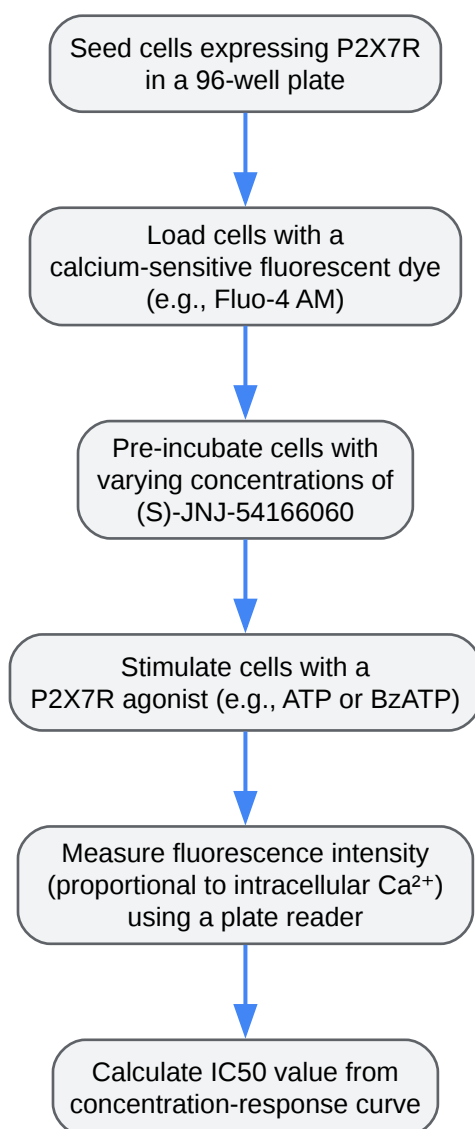 Seed cells expressing P2X7R
in a 96-well plate
Load cells with a
calcium-sensitive fluorescent dye
(e.g., Fluo-4 AM)
Pre-incubate cells with
varying concentrations of
(S)-JNJ-54166060
Stimulate cells with a
P2X7R agonist (e.g., ATP or BzATP)
Measure fluorescence intensity
(proportional to intracellular Ca²⁺)
using a plate reader
Calculate IC50 value from
concentration-response curve